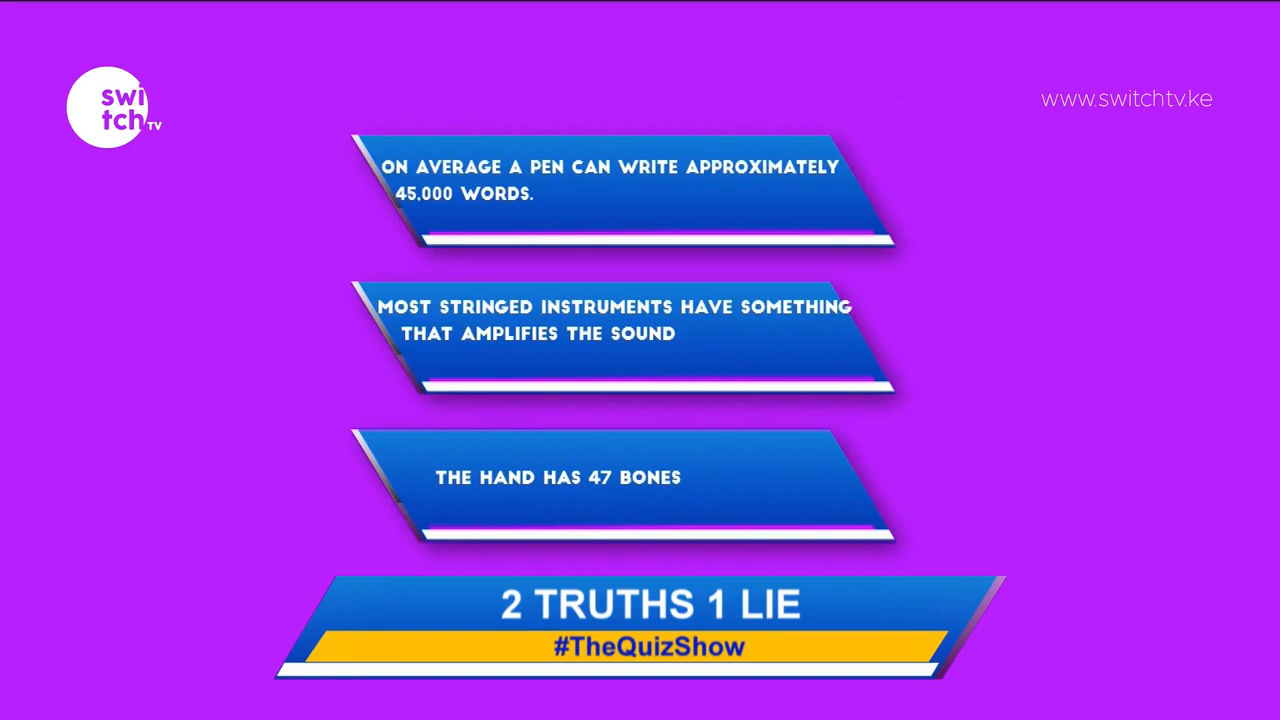 swi
tch TV
www.switchtv.ke
ON AVERAGE A PEN CAN WRITE APPROXIMATELY
45,000 WORDS.
MOST STRINGED INSTRUMENTS HAVE SOMETHING
THAT AMPLIFIES THE SOUND
THE HAND HAS 47 BONES
2 TRUTHS 1 LIE
#TheQuizShow